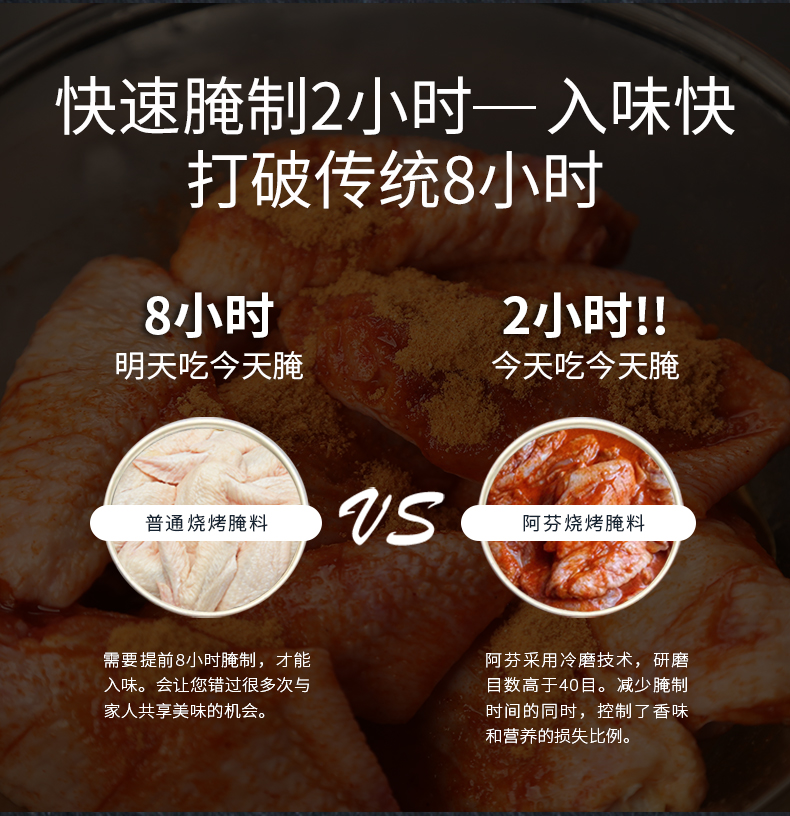 快速腌制2小时—入味快
打破传统8小时
8小时
明天吃今天腌
2小时!!
今天吃今天腌
普通烧烤腌料
VS
阿芬烧烤腌料
需要提前8小时腌制，才能
入味。会让您错过很多次与
家人共享美味的机会。
阿芬采用冷磨技术，研磨
目数高于40目。减少腌制
时间的同时，控制了香味
和营养的损失比例。